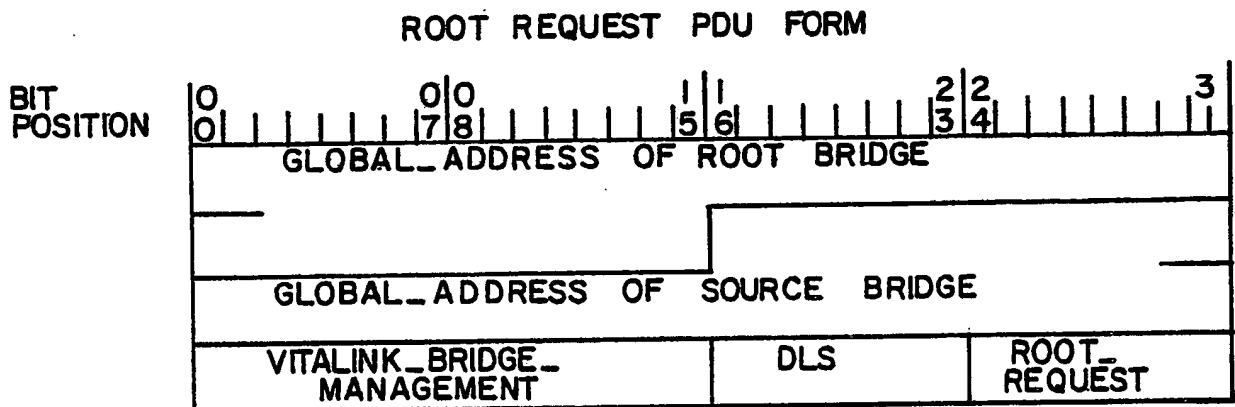 ROOT REQUEST PDU FORM
BIT 0 0 0 1 1 2 2 3
POSITION 0 7 8 5 6 3 4 1
GLOBAL_ADDRESS OF ROOT BRIDGE
GLOBAL_ADDRESS OF SOURCE BRIDGE
VITALINK_BRIDGE_ DLS ROOT_
MANAGEMENT REQUEST